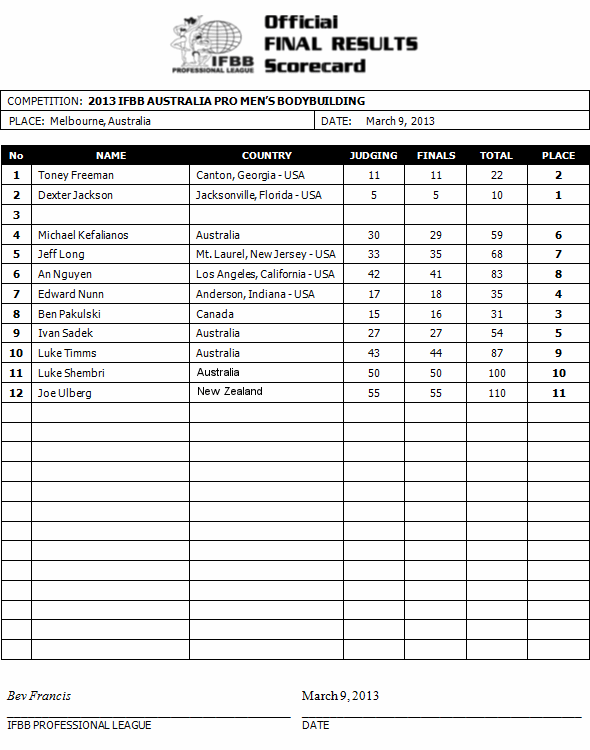 Official
FINAL RESULTS
Scorecard
IFBB
PROFESSIONAL LEAGUE
COMPETITION: 2013 IFBB AUSTRALIA PRO MEN'S BODYBUILDING
PLACE: Melbourne, Australia DATE: March 9, 2013
No NAME COUNTRY JUDGING FINALS TOTAL PLACE
1 Toney Freeman Canton, Georgia - USA 11 11 22 2
2 Dexter Jackson Jacksonville, Florida - USA 5 5 10 1
3
4 Michael Kefalianos Australia 30 29 59 6
5 Jeff Long Mt. Laurel, New Jersey - USA 33 35 68 7
6 An Nguyen Los Angeles, California - USA 42 41 83 8
7 Edward Nunn Anderson, Indiana - USA 17 18 35 4
8 Ben Pakulski Canada 15 16 31 3
9 Ivan Sadek Australia 27 27 54 5
10 Luke Timms Australia 43 44 87 9
11 Luke Shembri Australia 50 50 100 10
12 Joe Ulberg New Zealand 55 55 110 11
Bev Francis March 9, 2013
IFBB PROFESSIONAL LEAGUE DATE